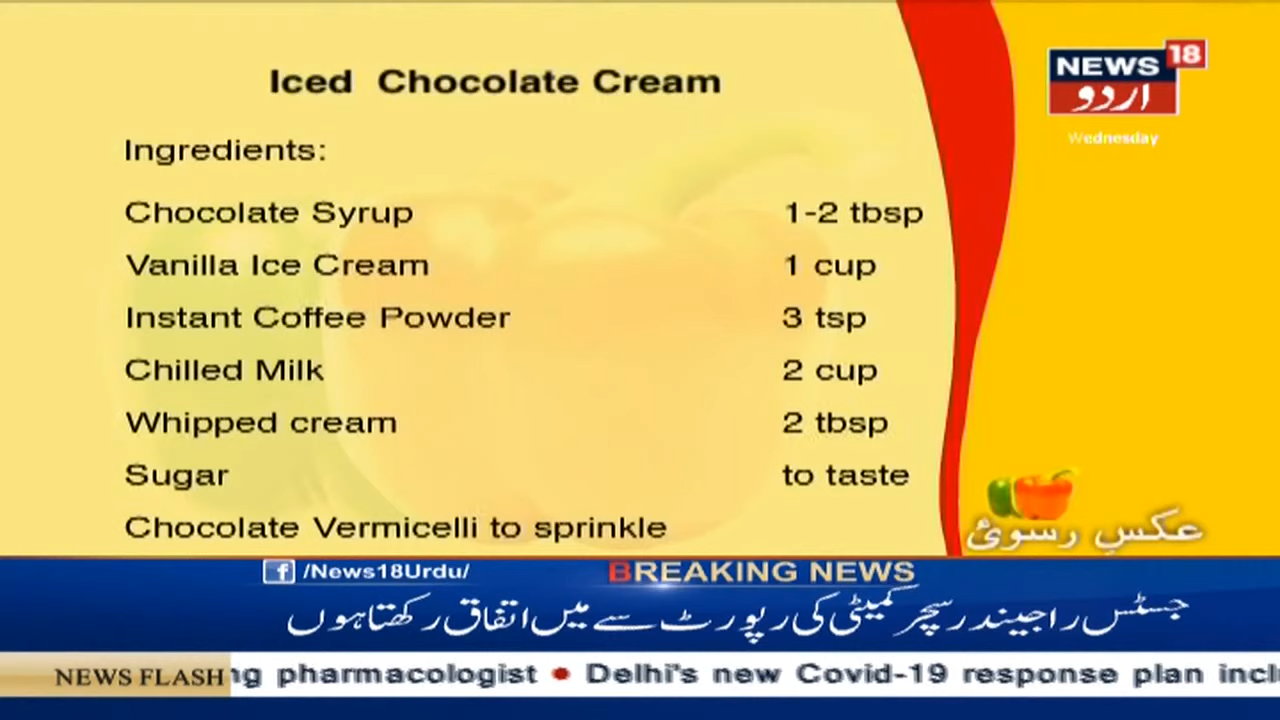 Iced Chocolate Cream
Ingredients:
Chocolate Syrup 1-2 tbsp
Vanilla Ice Cream 1 cup
Instant Coffee Powder 3 tsp
Chilled Milk 2 cup
Whipped cream 2 tbsp
Sugar to taste
Chocolate Vermicelli to sprinkle
NEWS 18
اردو
Wednesday
عکسِ رسوئ
/News18Urdu/ BREAKING NEWS
جسٹس راجیندر سچر کمیٹی کی رپورٹ سے میں اتفاق رکھتا ہوں
NEWS FLASH ng pharmacologist • Delhi's new Covid-19 response plan incl